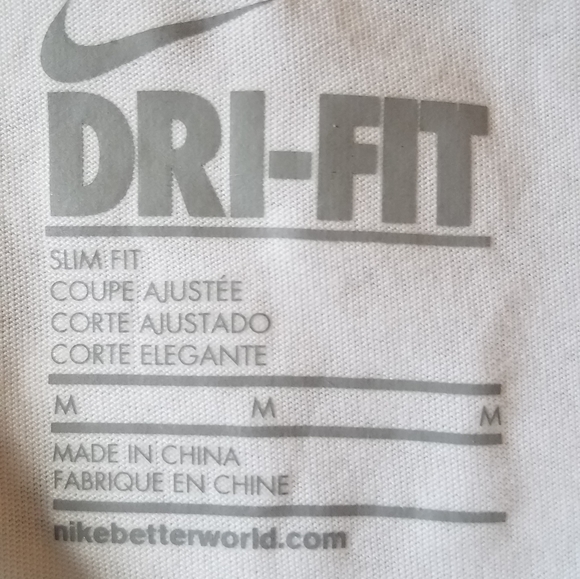 DRI-FIT
SLIM FIT
COUPE AJUSTÉE
CORTE AJUSTADO
CORTE ELEGANTE
M M M
MADE IN CHINA
FABRIQUE EN CHINE
nikebetterworld.com